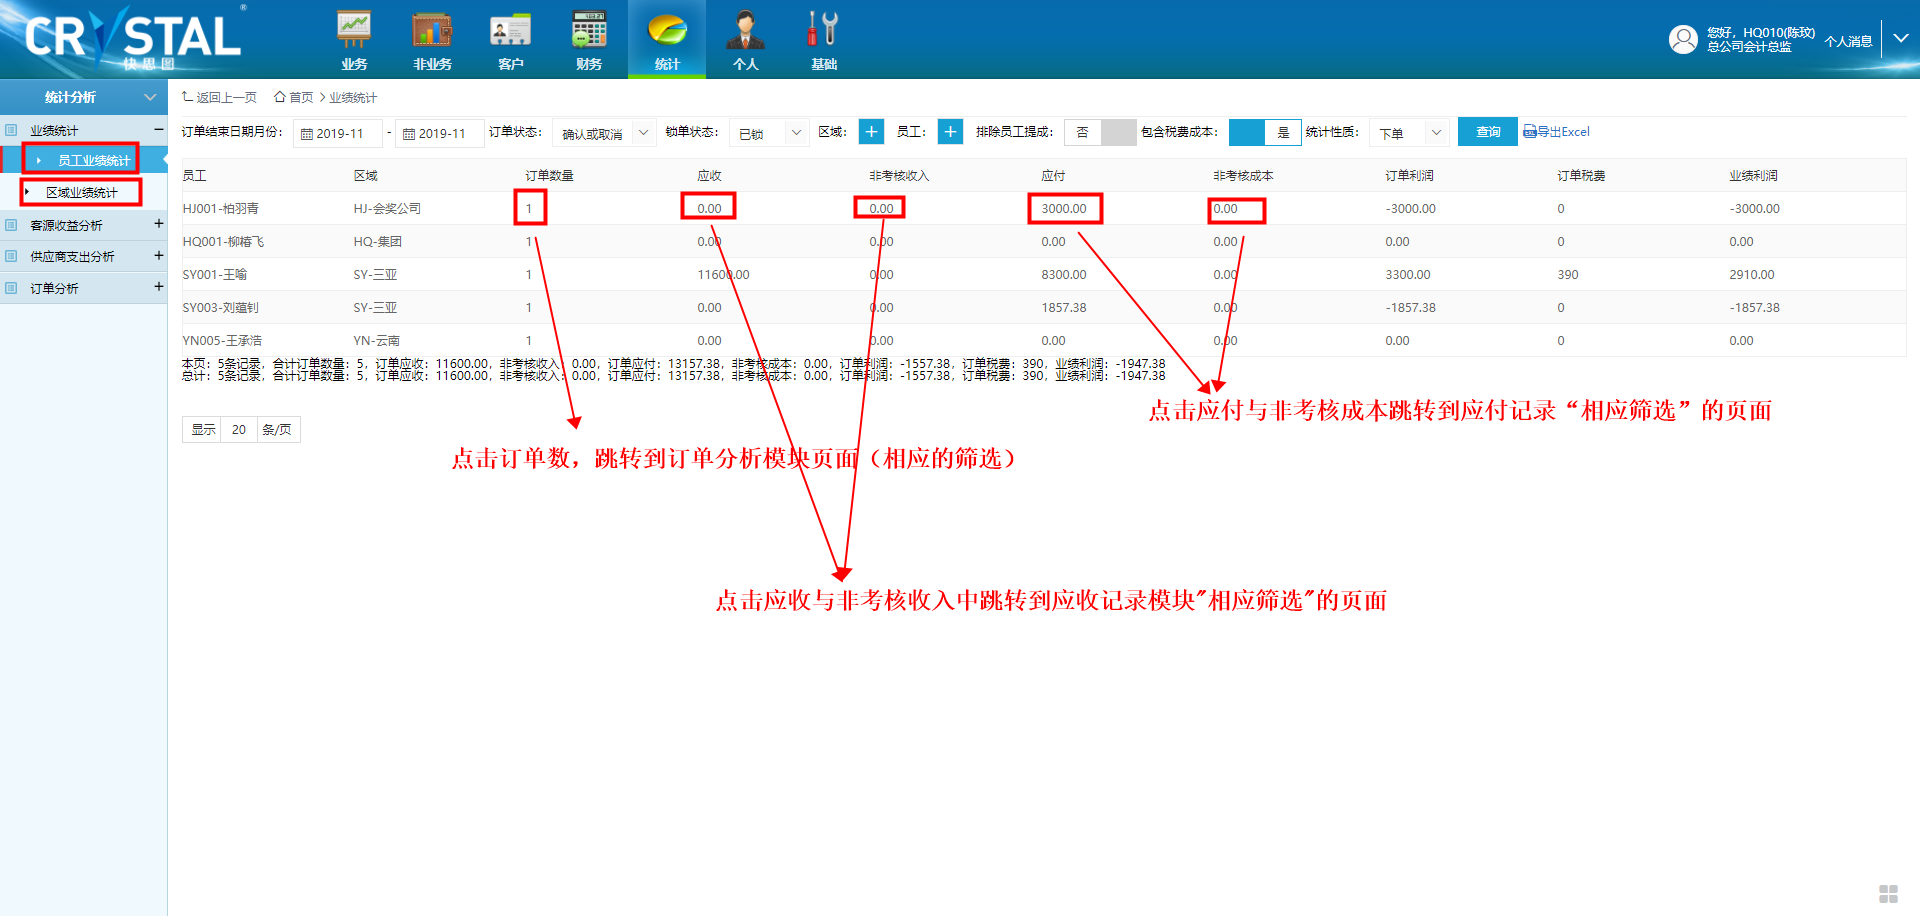 CRYSTAL®
快思图
业务
非业务
客户
财务
统计
个人
基础
您好，HQ010(陈玟)
总公司会计总监
个人消息
统计分析
业绩统计
员工业绩统计
区域业绩统计
客源收益分析
供应商支出分析
订单分析
返回上一页 首页 > 业绩统计
订单结束日期月份： 2019-11 - 2019-11 订单状态： 确认或取消 锁单状态： 已锁 区域： + 员工： + 排除员工提成： 否 包含税费成本： 是 统计性质： 下单 查询 导出Excel
员工 区域 订单数量 应收 非考核收入 应付 非考核成本 订单利润 订单税费 业绩利润
HJ001-柏羽青 HJ-会奖公司 1 0.00 0.00 3000.00 0.00 -3000.00 0 -3000.00
HQ001-柳椿飞 HQ-集团 1 0.00 0.00 0.00 0.00 0.00 0 0.00
SY001-王喻 SY-三亚 1 11600.00 0.00 8300.00 0.00 3300.00 390 2910.00
SY003-刘蕴钊 SY-三亚 1 0.00 0.00 1857.38 0.00 -1857.38 0 -1857.38
YN005-王承浩 YN-云南 1 0.00 0.00 0.00 0.00 0.00 0 0.00
本页：5条记录，合计订单数量：5，订单应收：11600.00，非考核收入：0.00，订单应付：13157.38，非考核成本：0.00，订单利润：-1557.38，订单税费：390，业绩利润：-1947.38
总计：5条记录，合计订单数量：5，订单应收：11600.00，非考核收入：0.00，订单应付：13157.38，非考核成本：0.00，订单利润：-1557.38，订单税费：390，业绩利润：-1947.38
点击应付与非考核成本跳转到应付记录“相应筛选”的页面
显示 20 条/页
点击订单数，跳转到订单分析模块页面（相应的筛选）
点击应收与非考核收入中跳转到应收记录模块"相应筛选"的页面